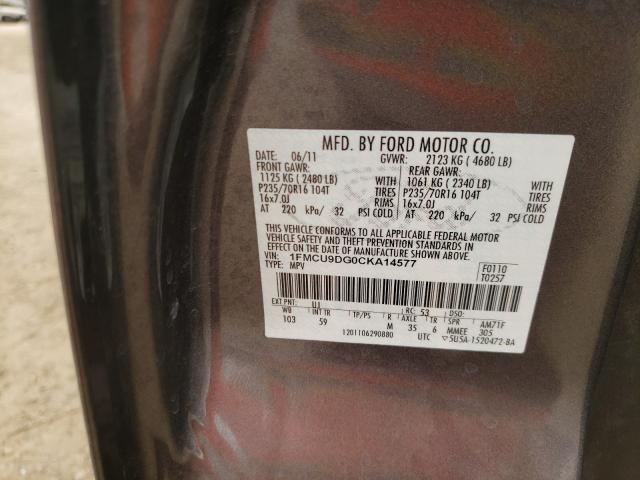 MFD. BY FORD MOTOR CO.
DATE: 06/11 GVWR: 2123 KG ( 4680 LB)
FRONT GAWR: REAR GAWR:
1125 KG ( 2480 LB) WITH 1061 KG ( 2340 LB) WITH
P235/70R16 104T TIRES P235/70R16 104T TIRES
16x7.0J RIMS 16x7.0J RIMS
AT 220 kPa/ 32 PSI COLD AT 220 kPa/ 32 PSI COLD
THIS VEHICLE CONFORMS TO ALL APPLICABLE FEDERAL MOTOR
VEHICLE SAFETY AND THEFT PREVENTION STANDARDS IN
EFFECT ON THE DATE OF MANUFACTURE SHOWN ABOVE.
VIN: 1FMCU9DG0CKA14577 F0110
TYPE: MPV T0257
EXT PNT: UJ RC: 53 DSO:
WB INT TR TP/PS R AXLE TR SPR AM71F
103 59 M 35 6 MMEE 305
1201106290880 UTC ▽5U5A-1520472-BA